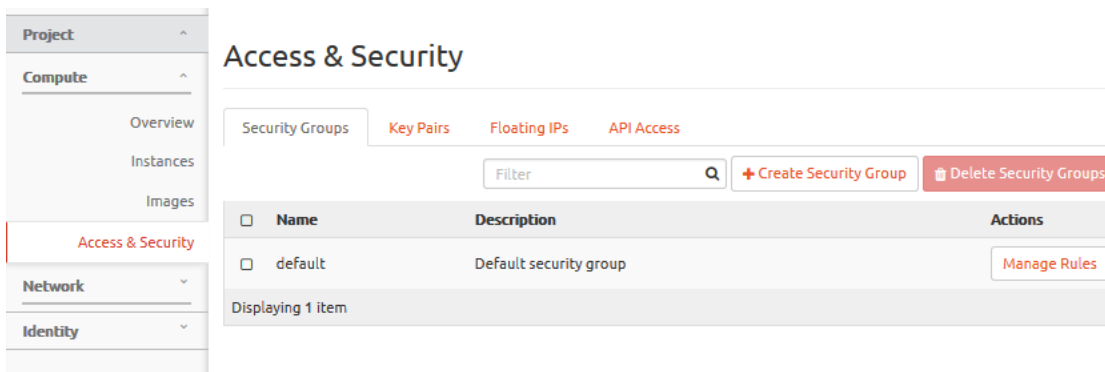 Project
Compute
Overview
Instances
Images
Access & Security
Network
Identity
Access & Security
Security Groups Key Pairs Floating IPs API Access
Filter + Create Security Group Delete Security Groups
Name Description Actions
default Default security group Manage Rules
Displaying 1 item